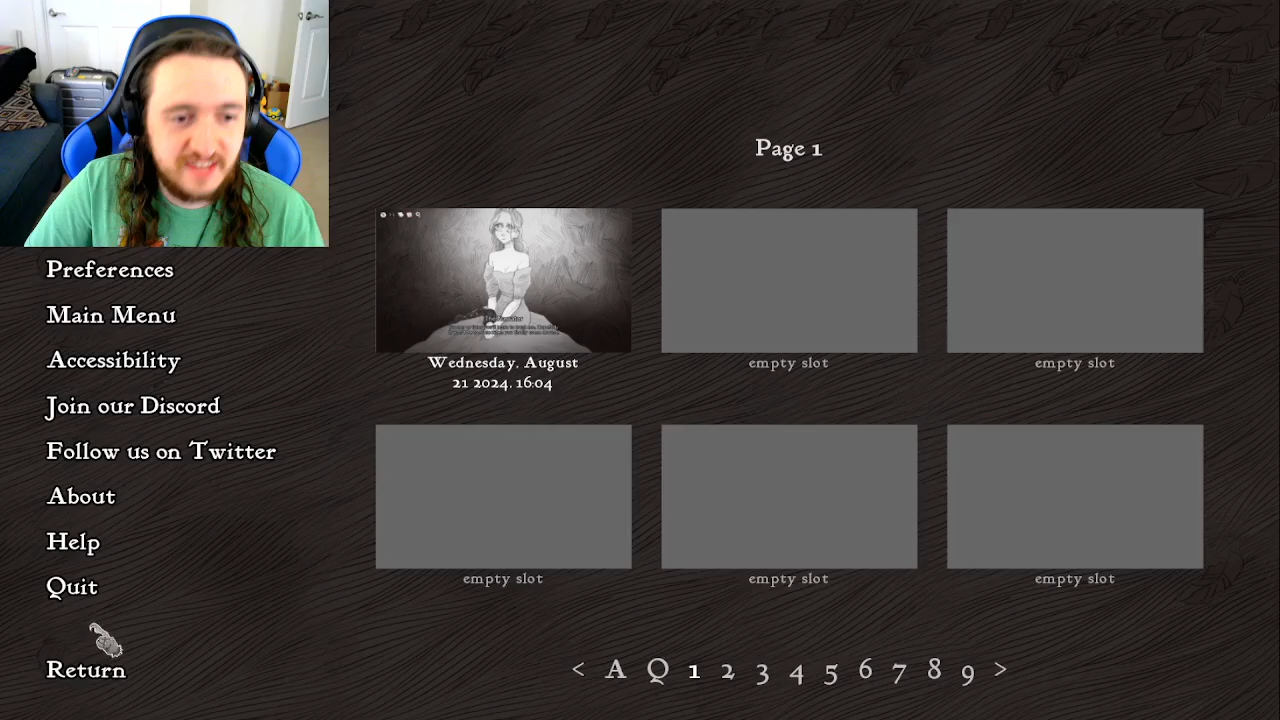 Page 1
Preferences
Main Menu
Accessibility
Join our Discord
Follow us on Twitter
About
Help
Quit
Return
Wednesday, August
21 2024, 16:04
empty slot
empty slot
empty slot
empty slot
empty slot
< A Q 1 2 3 4 5 6 7 8 9 >